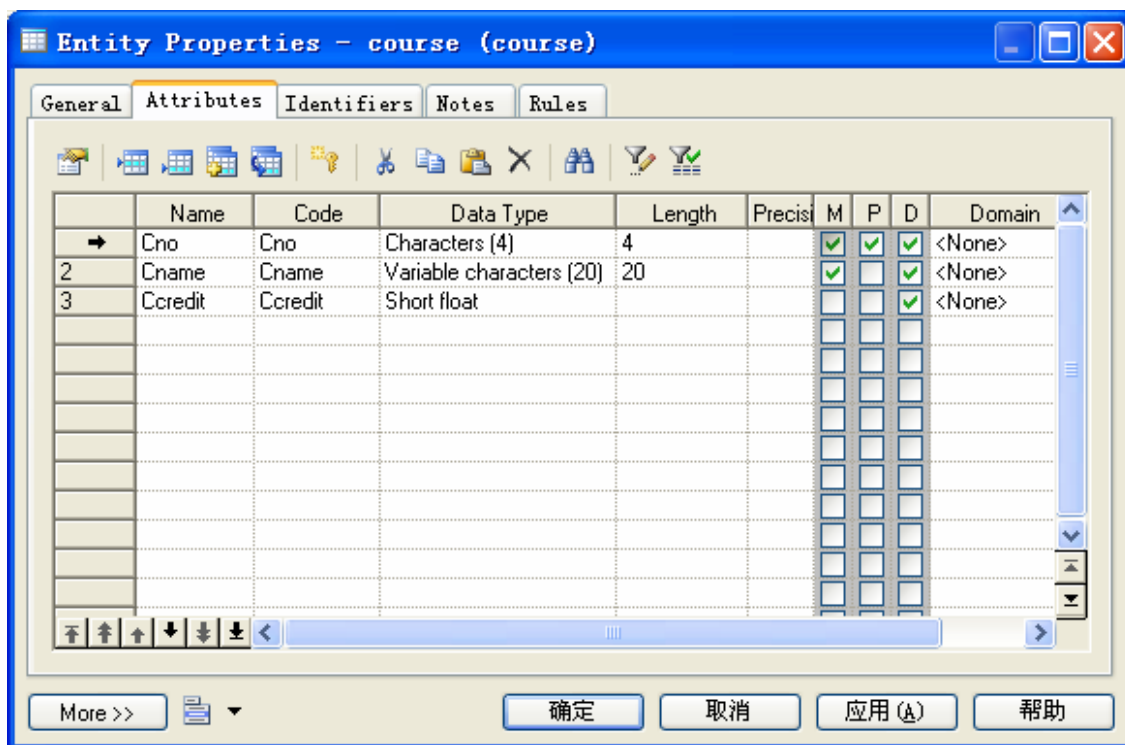 Entity Properties - course (course)
General Attributes Identifiers Notes Rules
Name Code Data Type Length Precisi M P D Domain
Cno Cno Characters (4) 4 <None>
2 Cname Cname Variable characters (20) 20 <None>
3 Ccredit Ccredit Short float <None>
More >> 确定 取消 应用(A) 帮助